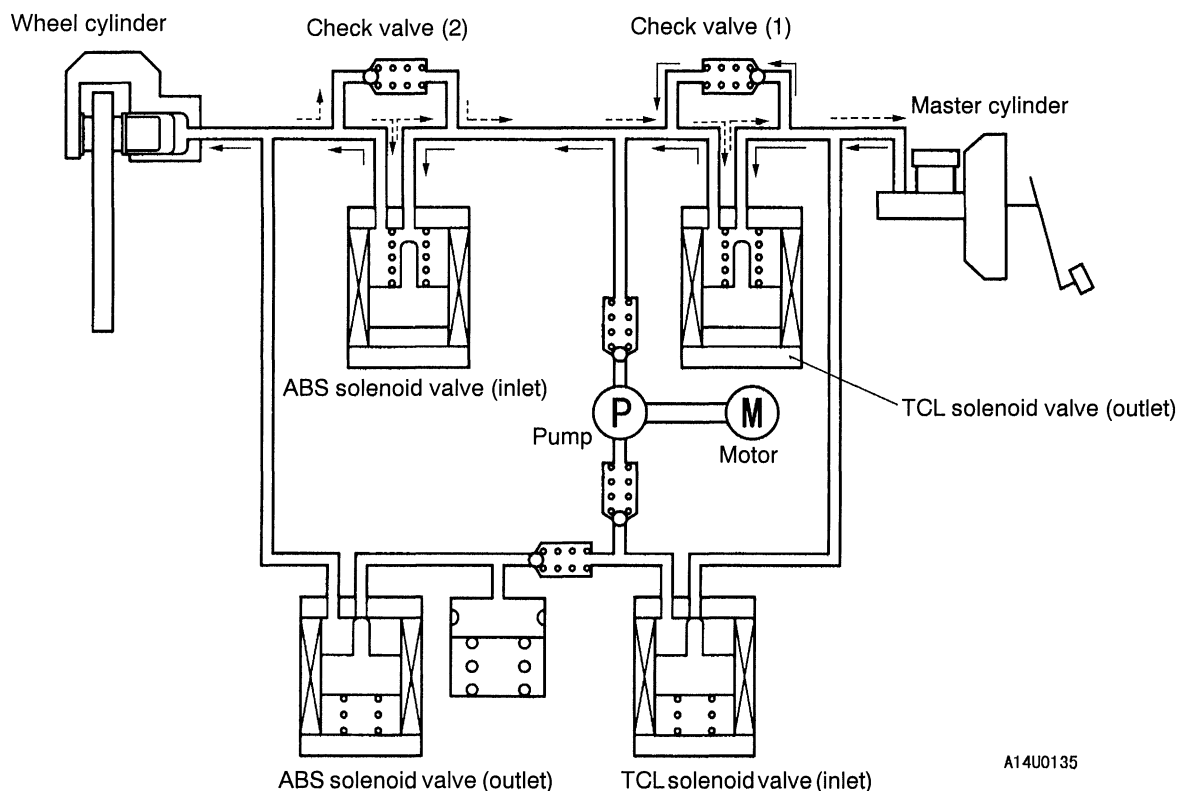 Wheel cylinder
Check valve (2)
Check valve (1)
Master cylinder
ABS solenoid valve (inlet)
TCL solenoid valve (outlet)
P
M
Pump
Motor
ABS solenoid valve (outlet)
TCL solenoid valve (inlet)
A14U0135